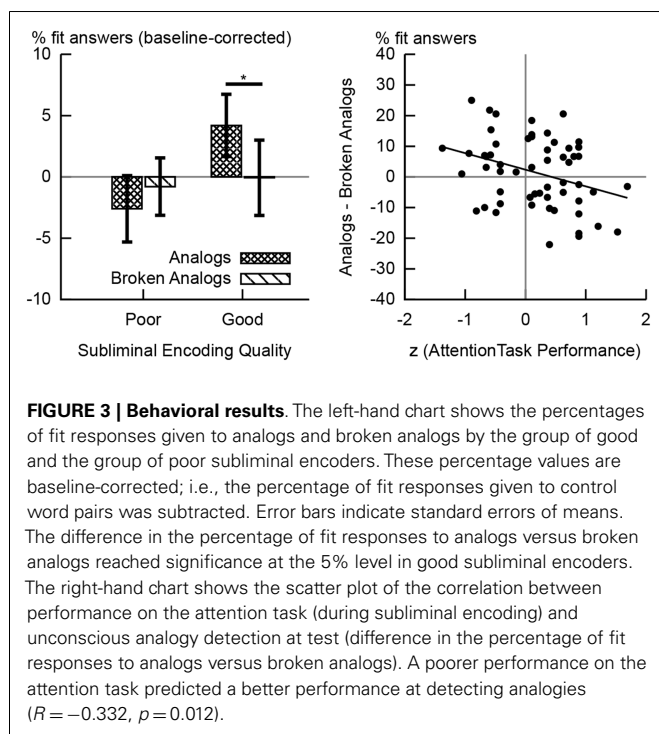 % fit answers (baseline-corrected)
10
5
0
-5
-10
Analogs
Broken Analogs
Poor Good
Subliminal Encoding Quality
% fit answers
Analogs - Broken Analogs
40
30
20
10
0
-10
-20
-30
-40
-2 -1 0 1 2
z (AttentionTask Performance)
*
FIGURE 3 | Behavioral results. The left-hand chart shows the percentages
of fit responses given to analogs and broken analogs by the group of good
and the group of poor subliminal encoders. These percentage values are
baseline-corrected; i.e., the percentage of fit responses given to control
word pairs was subtracted. Error bars indicate standard errors of means.
The difference in the percentage of fit responses to analogs versus broken
analogs reached significance at the 5% level in good subliminal encoders.
The right-hand chart shows the scatter plot of the correlation between
performance on the attention task (during subliminal encoding) and
unconscious analogy detection at test (difference in the percentage of fit
responses to analogs versus broken analogs). A poorer performance on the
attention task predicted a better performance at detecting analogies
(R = −0.332, p = 0.012).